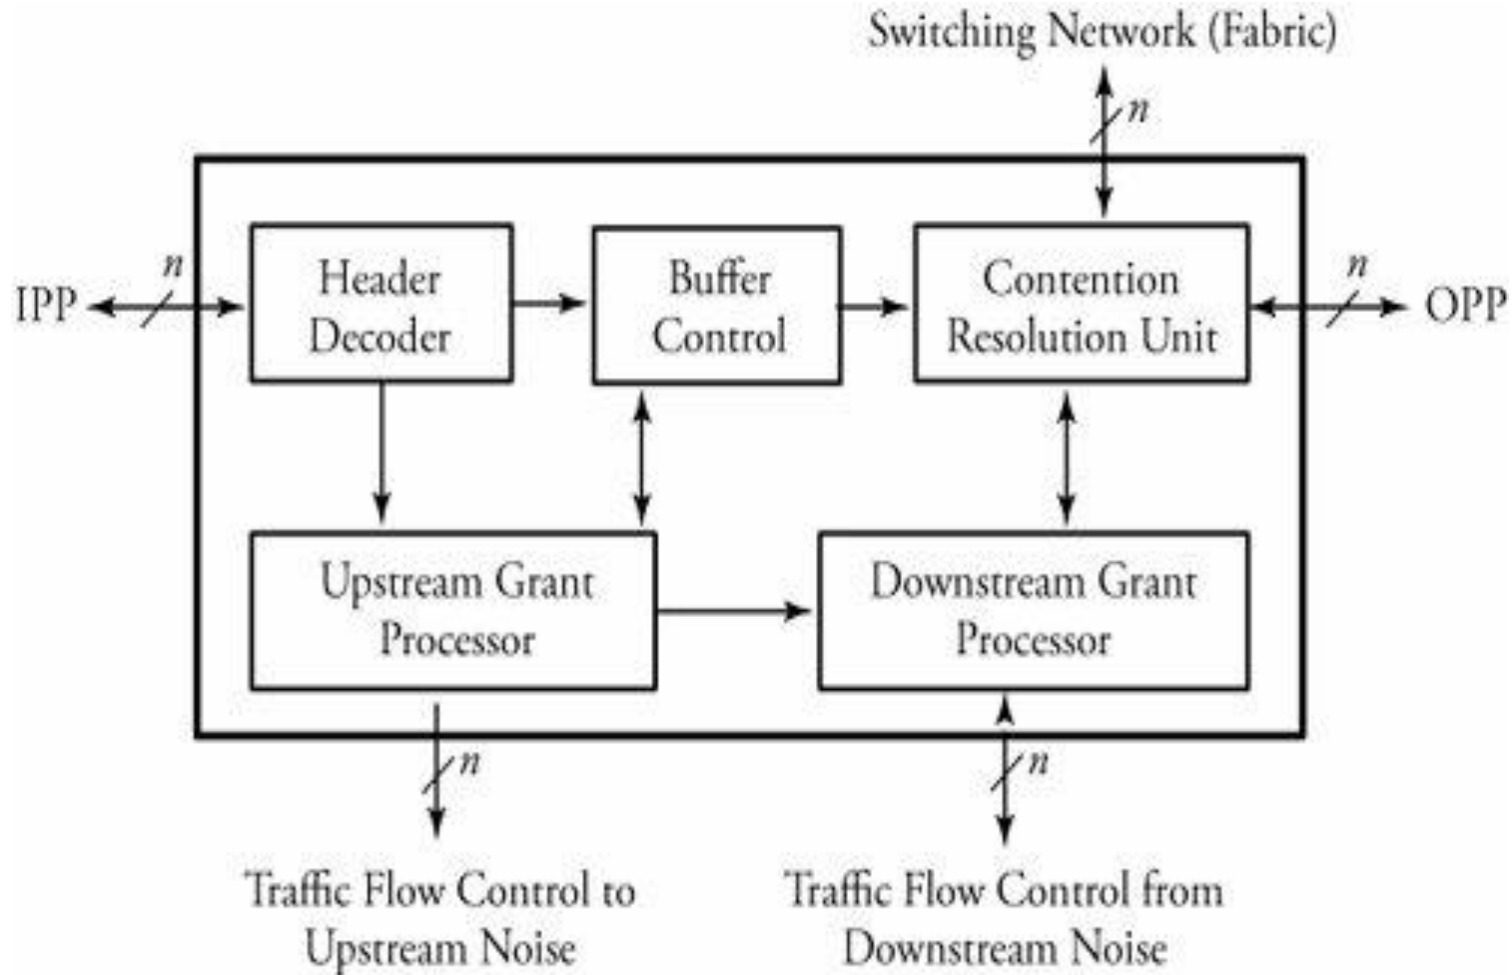 Switching Network (Fabric)
n
n
n
IPP
Header
Decoder
Buffer
Control
Contention
Resolution Unit
OPP
Upstream Grant
Processor
Downstream Grant
Processor
n
n
Traffic Flow Control to
Upstream Noise
Traffic Flow Control from
Downstream Noise